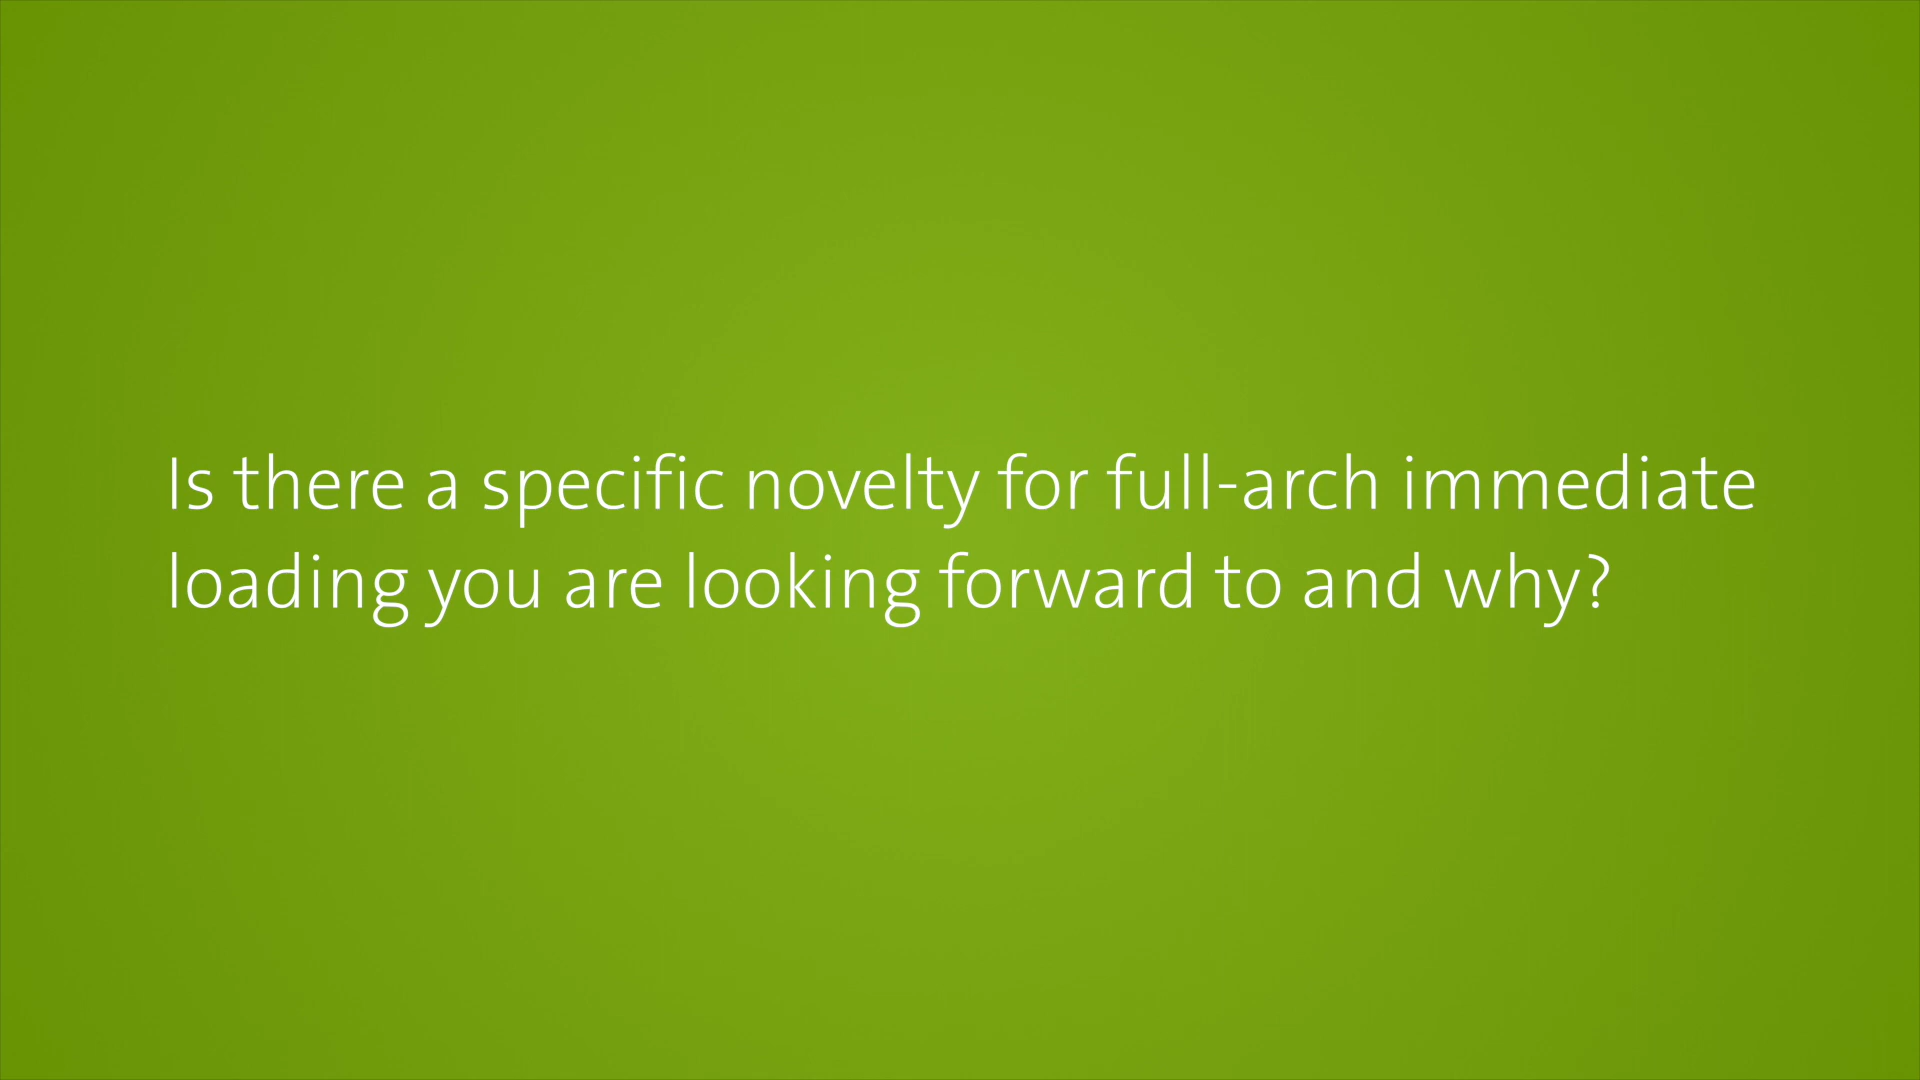 Is there a specific novelty for full-arch immediate
loading you are looking forward to and why?